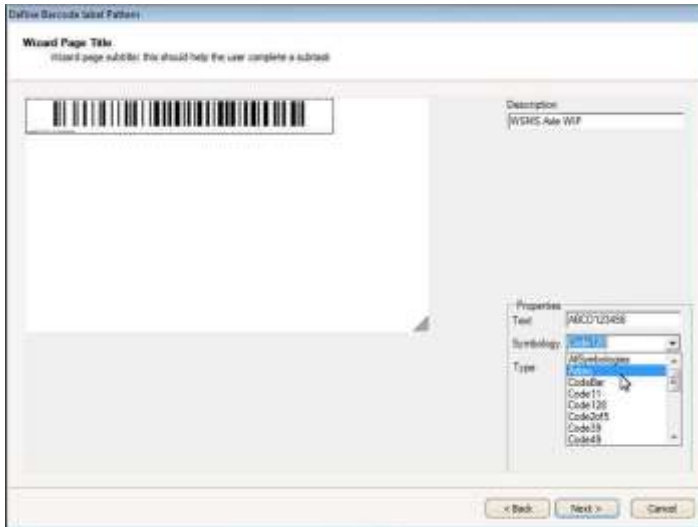 Define Barcode label Pattern
Wizard Page Title
Wizard page subtitle: this should help the user complete a subtask
Description
WSMS Axle WIP
Properties
Text
ABCD123456
Symbology
Code128
Type
AllSymbologies
Aztec
CodaBar
Code11
Code128
Code2of5
Code39
Code49
< Back
Next >
Cancel